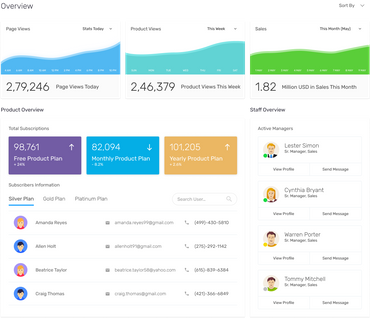 Overview
Sort By
Page Views
Stats Today
Product Views
This Week
Sales
This Month (May)
2,79,246 Page Views Today
2,46,379 Product Views This Week
1.82 Million USD in Sales This Month
Product Overview
Total Subscriptions
98,761
Free Product Plan
82,094
Monthly Product Plan
101,205
Yearly Product Plan
Subscribers Information
Silver Plan
Gold Plan
Platinum Plan
Search User...
Amanda Reyes
amanda.reyes99@gmail.com
(499)-430-5810
Allen Holt
allenholt91@gmail.com
(275)-292-1142
Beatrice Taylor
beatrice.taylor58@yahoo.com
(615)-839-6384
Craig Thomas
craig.thomas@gmail.com
(421)-366-6849
Staff Overview
Active Managers
Lester Simon
Sr. Manager, Sales
View Profile
Send Message
Cynthia Bryant
Sr. Manager, Sales
View Profile
Send Message
Warren Porter
Sr. Manager, Sales
View Profile
Send Message
Tommy Mitchell
Sr. Manager, Sales
View Profile
Send Message